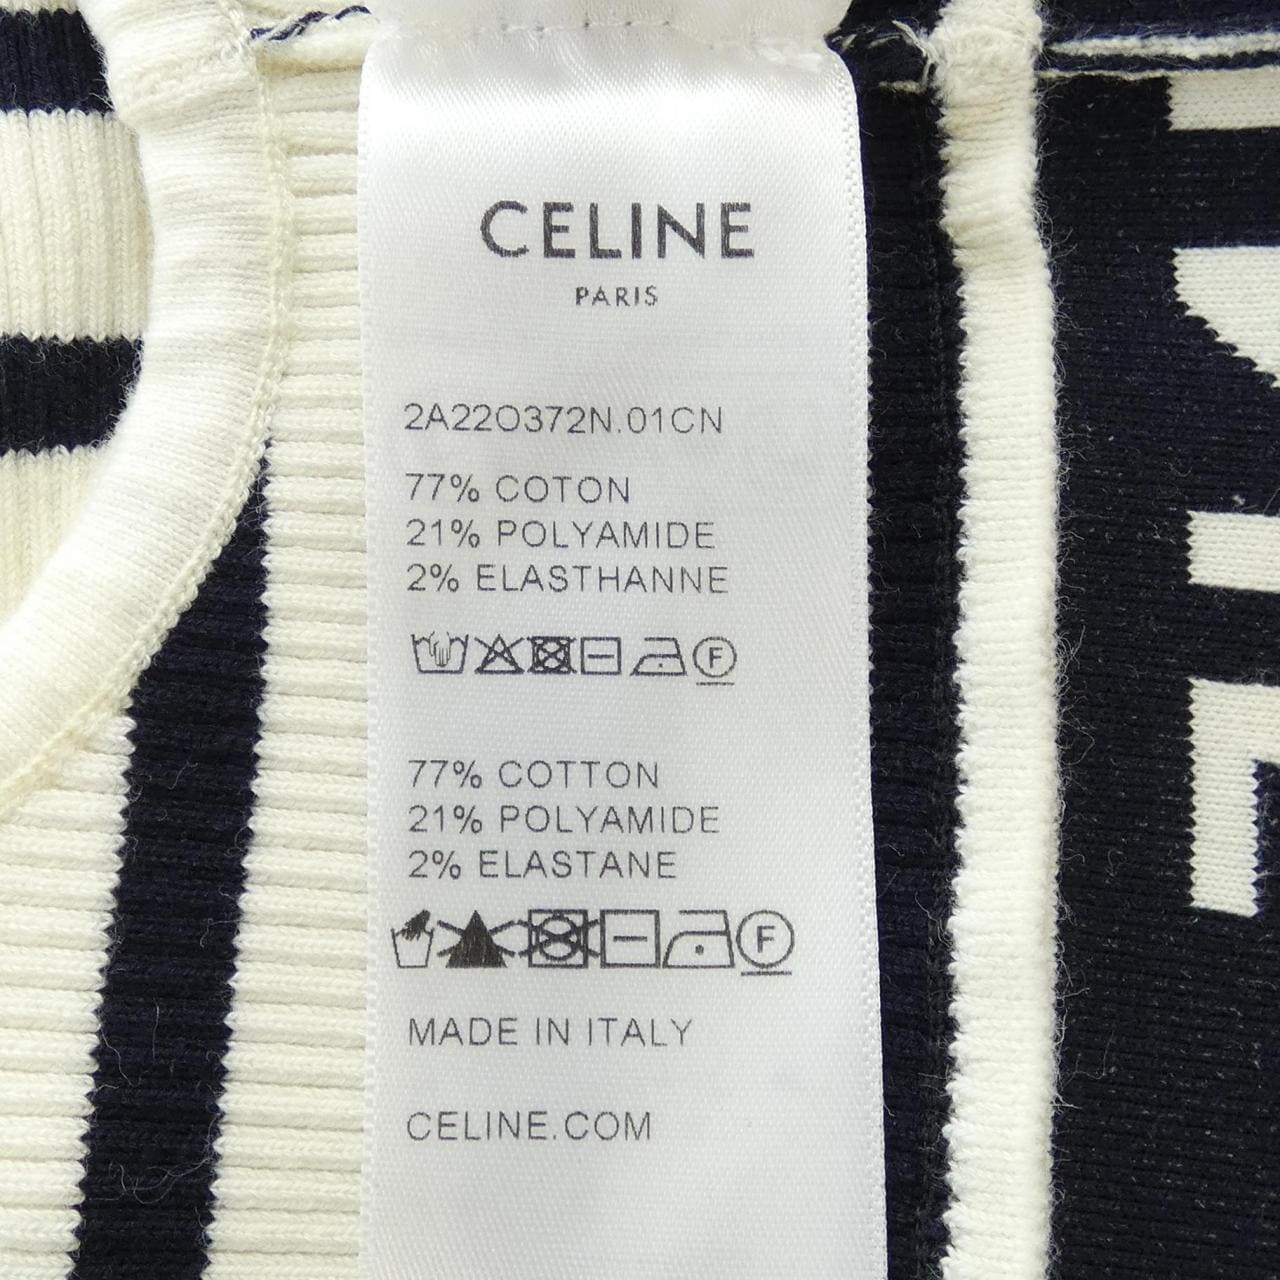 CELINE
PARIS
2A22O372N.01CN
77% COTON
21% POLYAMIDE
2% ELASTHANNE
F
77% COTTON
21% POLYAMIDE
2% ELASTANE
F
MADE IN ITALY
CELINE.COM